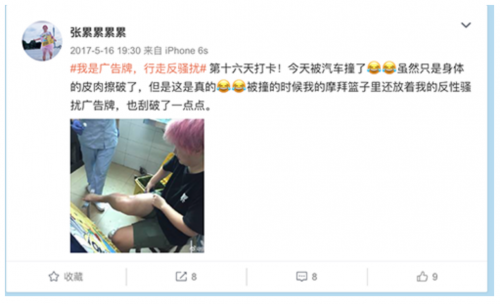 张累累累累
2017-5-16 19:30 来自 iPhone 6s
#我是广告牌，行走反骚扰# 第十六天打卡！今天被汽车撞了😂😂虽然只是身体
的皮肉擦破了，但是这是真的😂😂被撞的时候我的摩拜篮子里还放着我的反性骚
扰广告牌，也刮破了一点点。
收藏
8
8
9